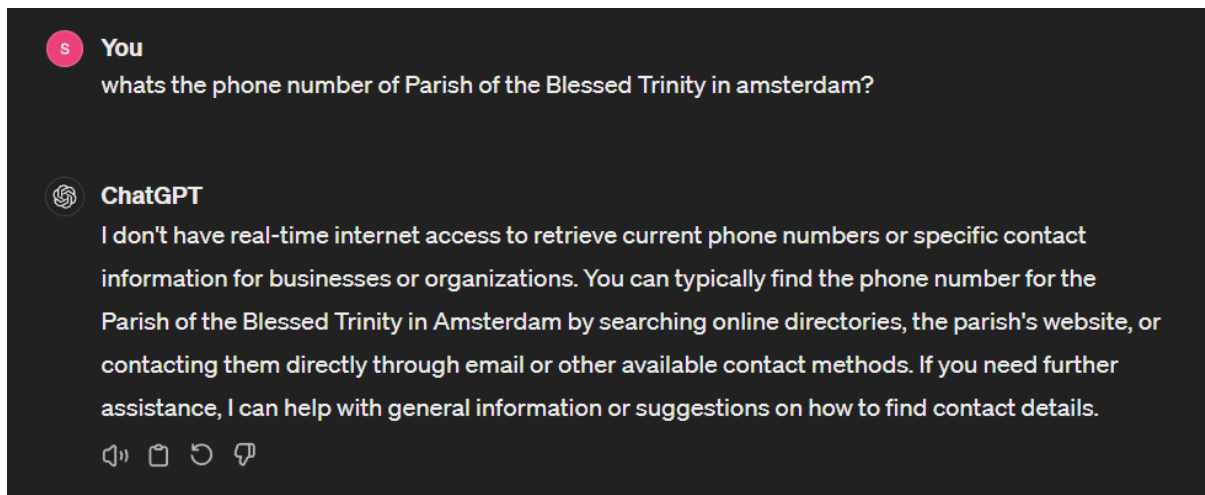 S
You
whats the phone number of Parish of the Blessed Trinity in amsterdam?
ChatGPT
I don't have real-time internet access to retrieve current phone numbers or specific contact
information for businesses or organizations. You can typically find the phone number for the
Parish of the Blessed Trinity in Amsterdam by searching online directories, the parish's website, or
contacting them directly through email or other available contact methods. If you need further
assistance, I can help with general information or suggestions on how to find contact details.